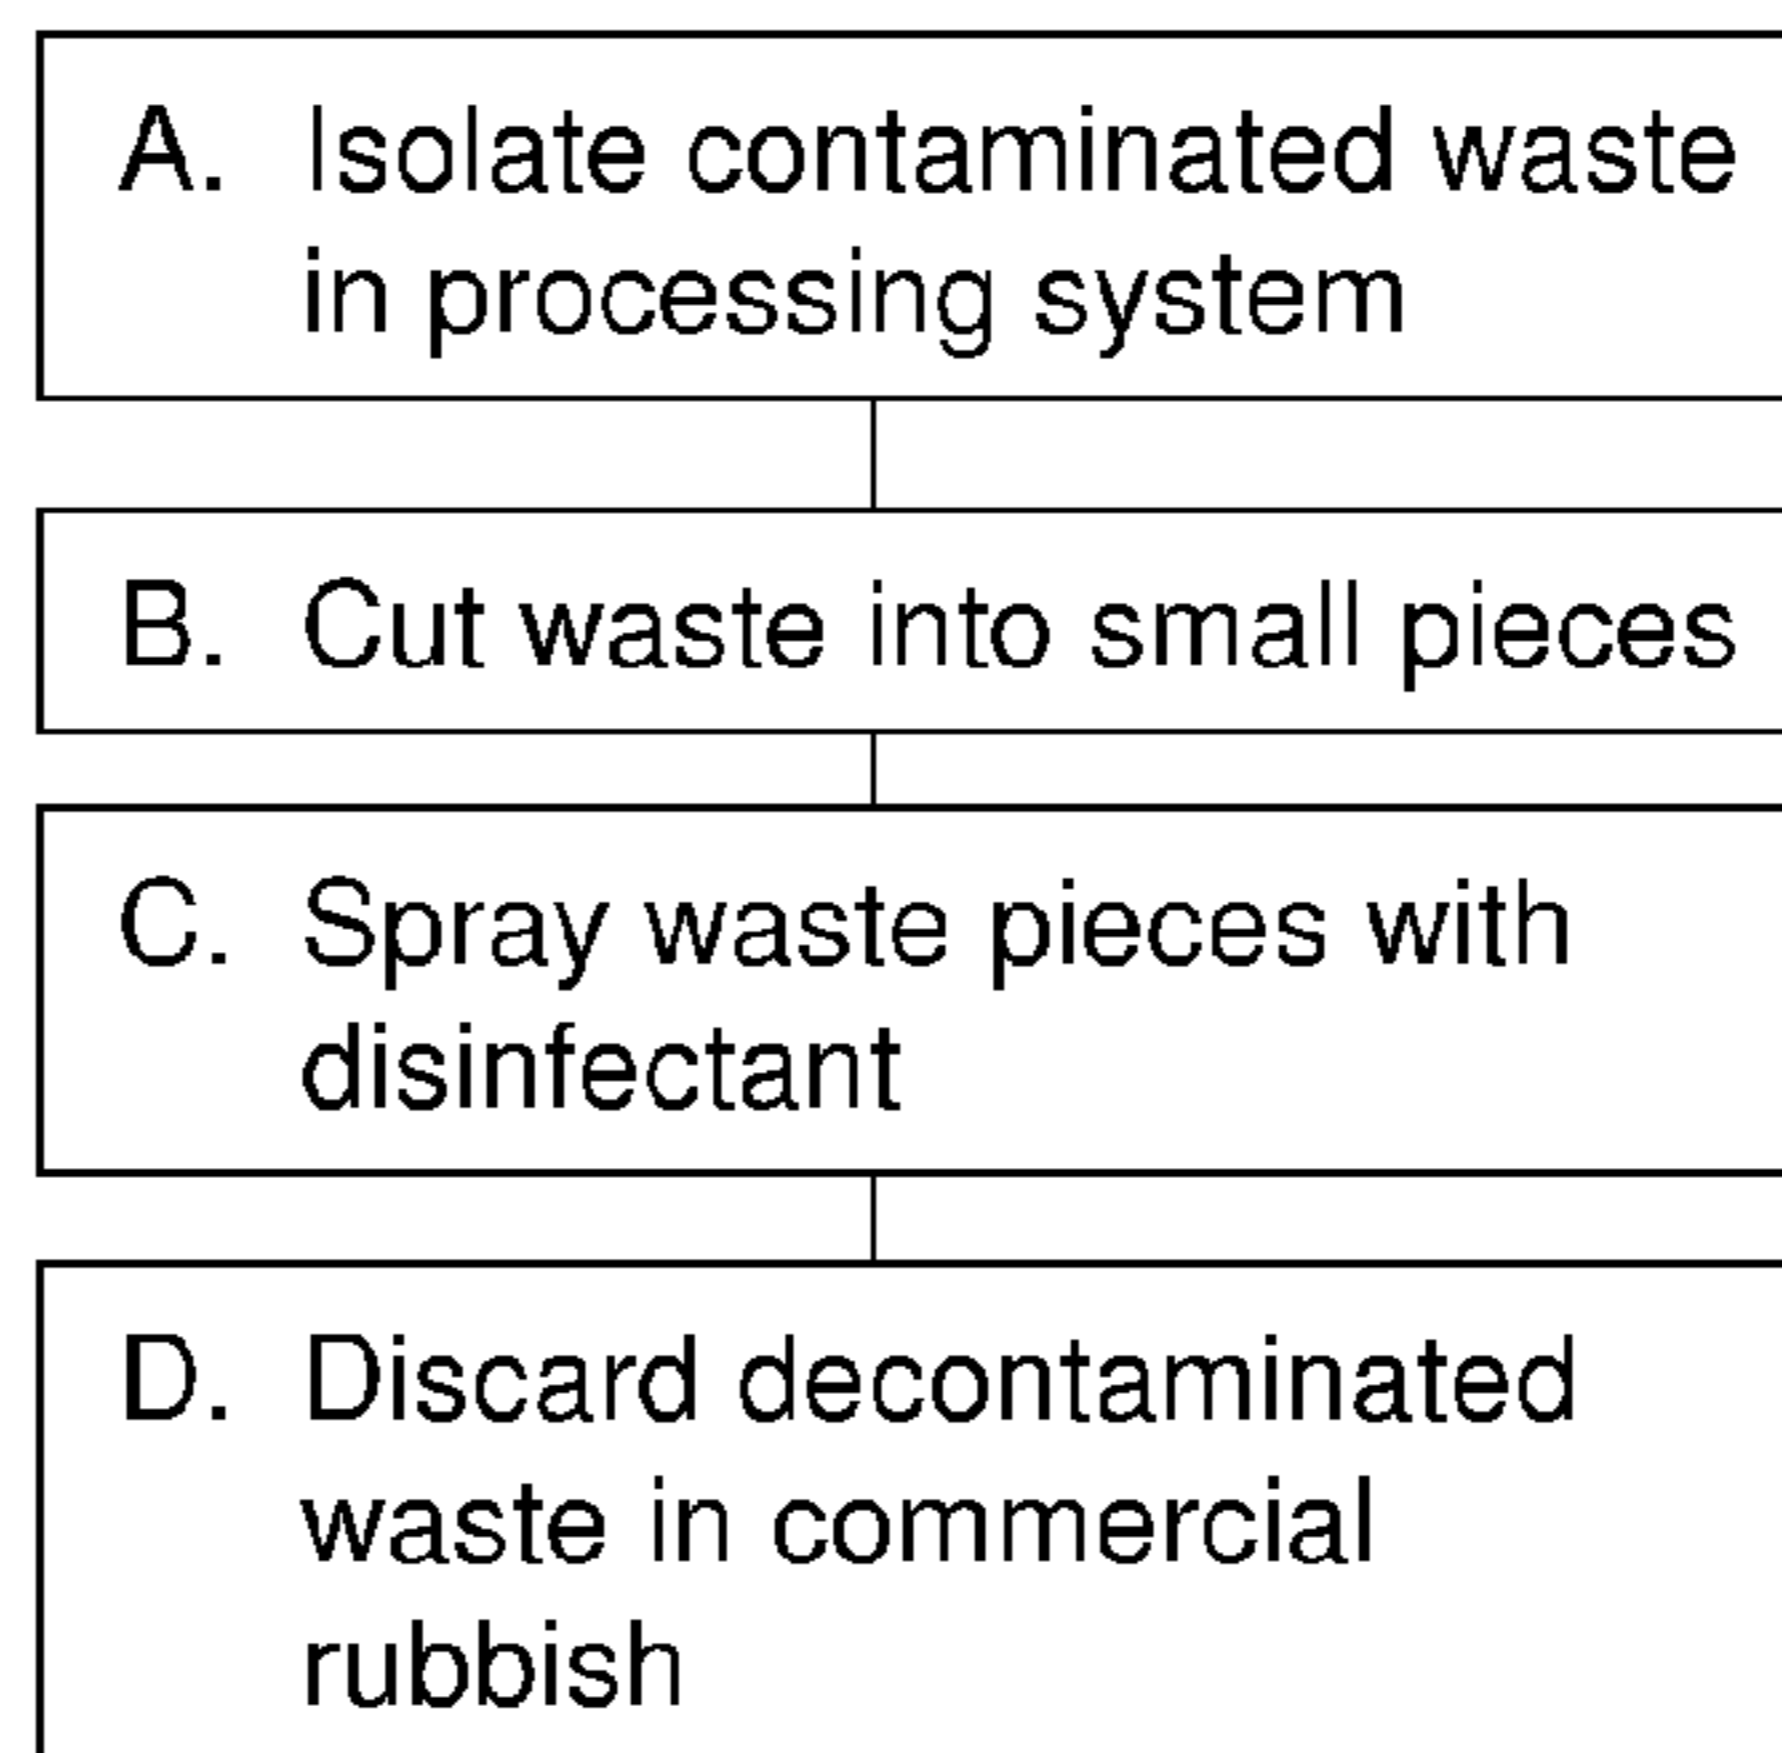 A. Isolate contaminated waste
in processing system
B. Cut waste into small pieces
C. Spray waste pieces with
disinfectant
D. Discard decontaminated
waste in commercial
rubbish